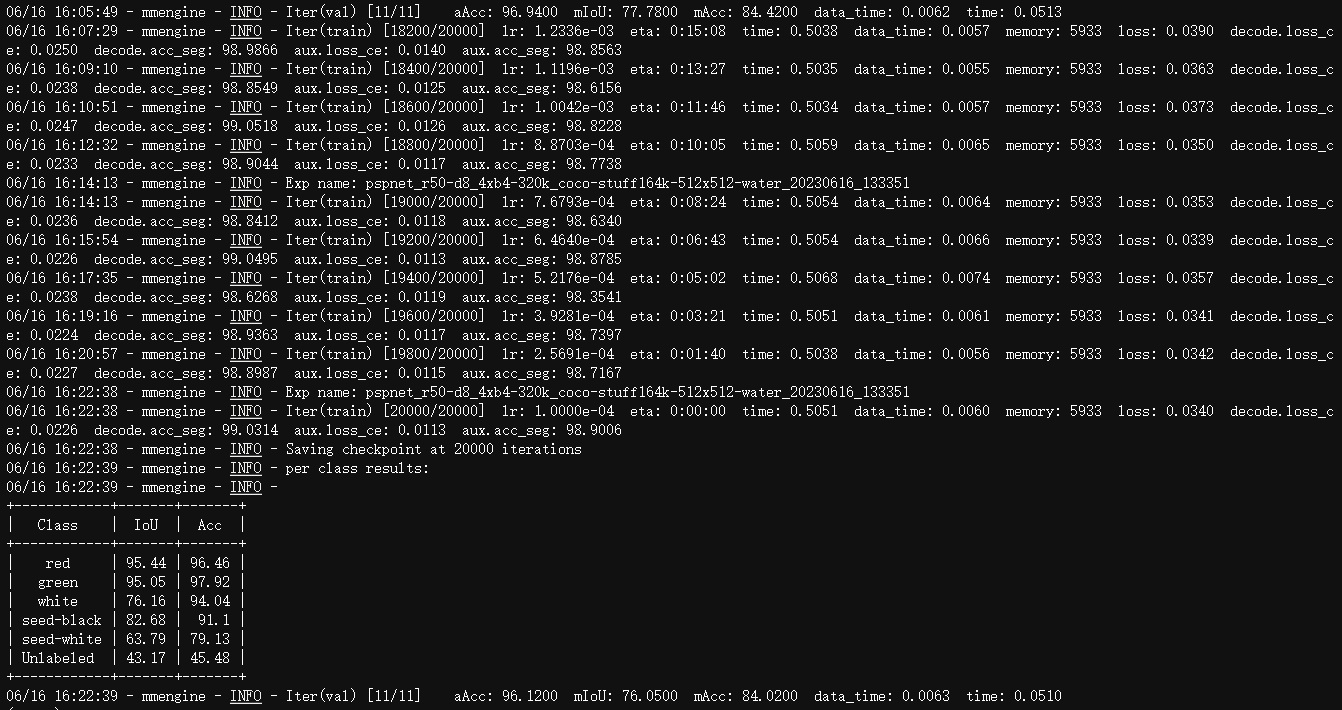 06/16 16:05:49 - mmengine - INFO - Iter(val) [11/11]    aAcc: 96.9400  mIoU: 77.7800  mAcc: 84.4200  data_time: 0.0062  time: 0.0513
06/16 16:07:29 - mmengine - INFO - Iter(train) [18200/20000]  lr: 1.2336e-03  eta: 0:15:08  time: 0.5038  data_time: 0.0057  memory: 5933  loss: 0.0390  decode.loss_c
e: 0.0250  decode.acc_seg: 98.9866  aux.loss_ce: 0.0140  aux.acc_seg: 98.8563
06/16 16:09:10 - mmengine - INFO - Iter(train) [18400/20000]  lr: 1.1196e-03  eta: 0:13:27  time: 0.5035  data_time: 0.0055  memory: 5933  loss: 0.0363  decode.loss_c
e: 0.0238  decode.acc_seg: 98.8549  aux.loss_ce: 0.0125  aux.acc_seg: 98.6156
06/16 16:10:51 - mmengine - INFO - Iter(train) [18600/20000]  lr: 1.0042e-03  eta: 0:11:46  time: 0.5034  data_time: 0.0057  memory: 5933  loss: 0.0373  decode.loss_c
e: 0.0247  decode.acc_seg: 99.0518  aux.loss_ce: 0.0126  aux.acc_seg: 98.8228
06/16 16:12:32 - mmengine - INFO - Iter(train) [18800/20000]  lr: 8.8703e-04  eta: 0:10:05  time: 0.5059  data_time: 0.0065  memory: 5933  loss: 0.0350  decode.loss_c
e: 0.0233  decode.acc_seg: 98.9044  aux.loss_ce: 0.0117  aux.acc_seg: 98.7738
06/16 16:14:13 - mmengine - INFO - Exp name: pspnet_r50-d8_4xb4-320k_coco-stuff164k-512x512-water_20230616_133351
06/16 16:14:13 - mmengine - INFO - Iter(train) [19000/20000]  lr: 7.6793e-04  eta: 0:08:24  time: 0.5054  data_time: 0.0064  memory: 5933  loss: 0.0353  decode.loss_c
e: 0.0236  decode.acc_seg: 98.8412  aux.loss_ce: 0.0118  aux.acc_seg: 98.6340
06/16 16:15:54 - mmengine - INFO - Iter(train) [19200/20000]  lr: 6.4640e-04  eta: 0:06:43  time: 0.5054  data_time: 0.0066  memory: 5933  loss: 0.0339  decode.loss_c
e: 0.0226  decode.acc_seg: 99.0495  aux.loss_ce: 0.0113  aux.acc_seg: 98.8785
06/16 16:17:35 - mmengine - INFO - Iter(train) [19400/20000]  lr: 5.2176e-04  eta: 0:05:02  time: 0.5068  data_time: 0.0074  memory: 5933  loss: 0.0357  decode.loss_c
e: 0.0238  decode.acc_seg: 98.6268  aux.loss_ce: 0.0119  aux.acc_seg: 98.3541
06/16 16:19:16 - mmengine - INFO - Iter(train) [19600/20000]  lr: 3.9281e-04  eta: 0:03:21  time: 0.5051  data_time: 0.0061  memory: 5933  loss: 0.0341  decode.loss_c
e: 0.0224  decode.acc_seg: 98.9363  aux.loss_ce: 0.0117  aux.acc_seg: 98.7397
06/16 16:20:57 - mmengine - INFO - Iter(train) [19800/20000]  lr: 2.5691e-04  eta: 0:01:40  time: 0.5038  data_time: 0.0056  memory: 5933  loss: 0.0342  decode.loss_c
e: 0.0227  decode.acc_seg: 98.8987  aux.loss_ce: 0.0115  aux.acc_seg: 98.7167
06/16 16:22:38 - mmengine - INFO - Exp name: pspnet_r50-d8_4xb4-320k_coco-stuff164k-512x512-water_20230616_133351
06/16 16:22:38 - mmengine - INFO - Iter(train) [20000/20000]  lr: 1.0000e-04  eta: 0:00:00  time: 0.5051  data_time: 0.0060  memory: 5933  loss: 0.0340  decode.loss_c
e: 0.0226  decode.acc_seg: 99.0314  aux.loss_ce: 0.0113  aux.acc_seg: 98.9006
06/16 16:22:38 - mmengine - INFO - Saving checkpoint at 20000 iterations
06/16 16:22:39 - mmengine - INFO - per class results:
06/16 16:22:39 - mmengine - INFO -
+------------+-------+-------+
|   Class    |  IoU  |  Acc  |
+------------+-------+-------+
|    red     | 95.44 | 96.46 |
|   green    | 95.05 | 97.92 |
|   white    | 76.16 | 94.04 |
| seed-black | 82.68 |  91.1 |
| seed-white | 63.79 | 79.13 |
| Unlabeled  | 43.17 | 45.48 |
+------------+-------+-------+
06/16 16:22:39 - mmengine - INFO - Iter(val) [11/11]    aAcc: 96.1200  mIoU: 76.0500  mAcc: 84.0200  data_time: 0.0063  time: 0.0510